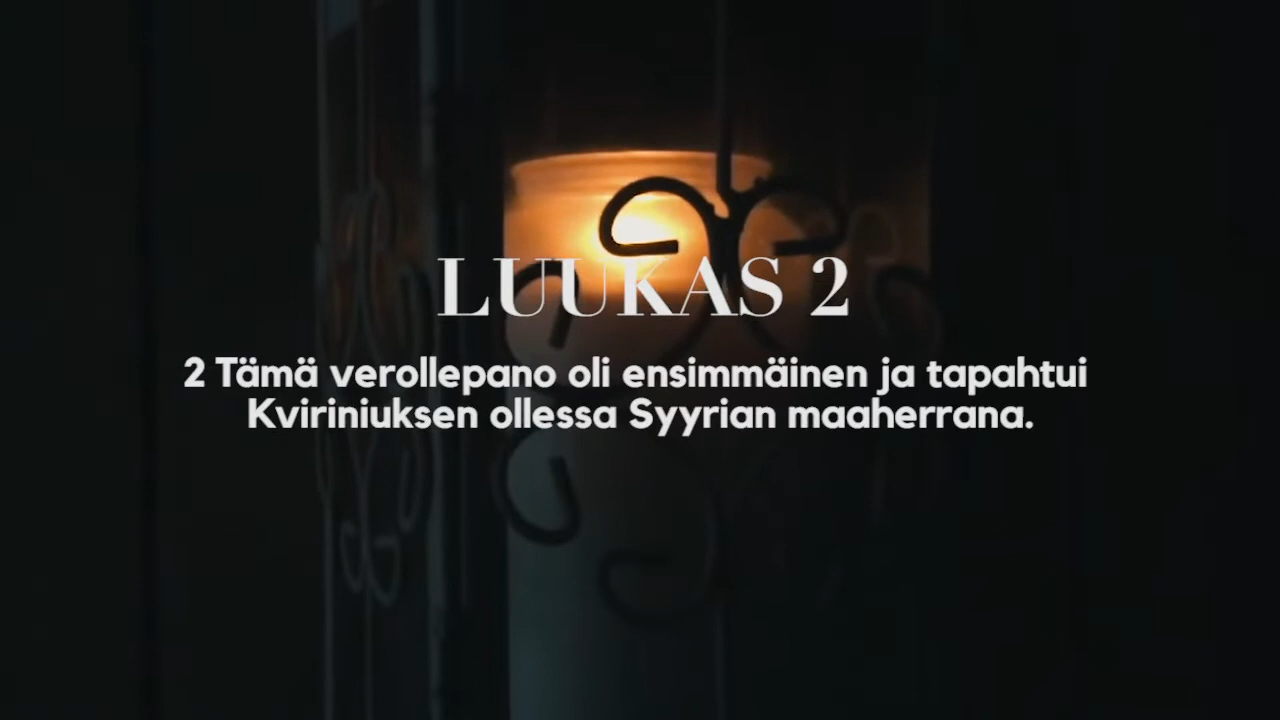 LUUKAS 2
2 Tämä verollepano oli ensimmäinen ja tapahtui
Kviriniuksen ollessa Syyrian maaherrana.